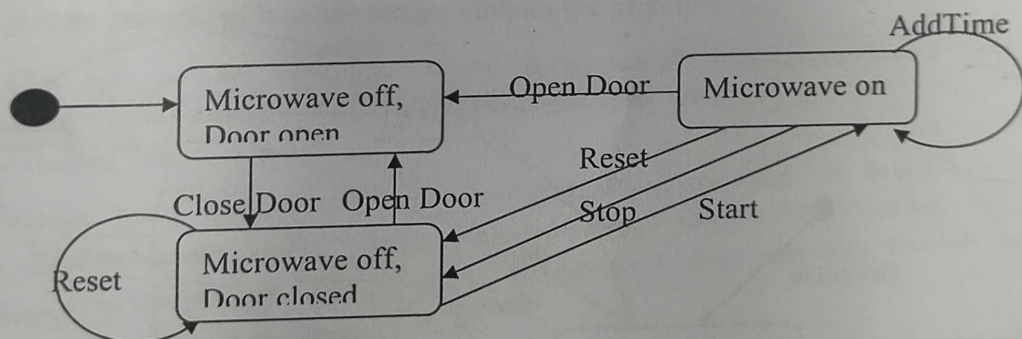 AddTime
Microwave off,
Door open
Open Door
Microwave on
Reset
Close Door
Open Door
Stop
Start
Microwave off,
Door closed
Reset